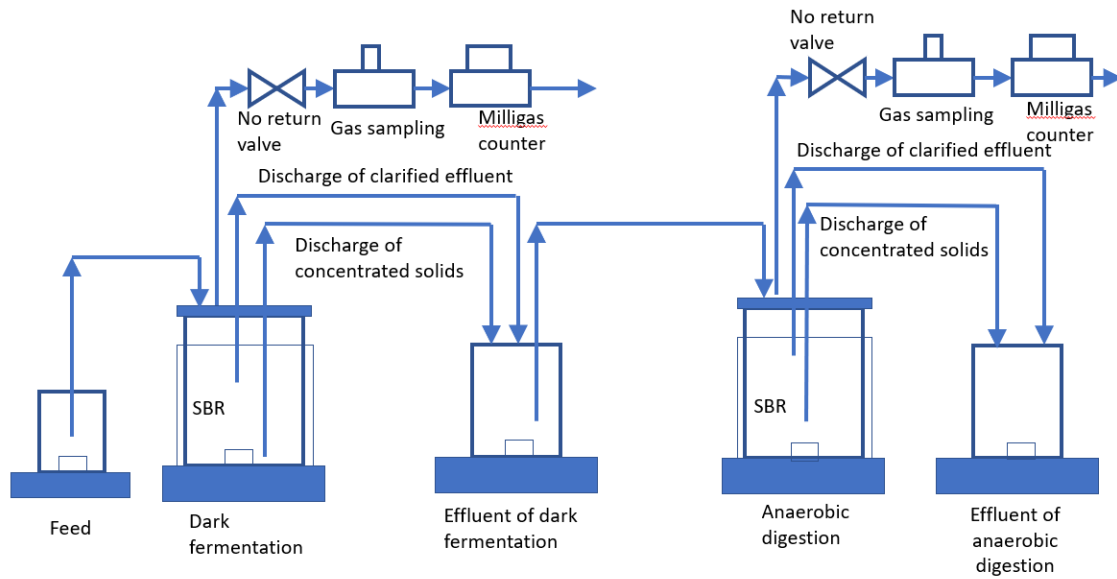 No return
valve
Gas sampling
Milligas
counter
No return
valve
Gas sampling
Milligas
counter
Discharge of clarified effluent
Discharge of
concentrated solids
Discharge of clarified effluent
Discharge of
concentrated solids
SBR
SBR
Feed
Dark
fermentation
Effluent of dark
fermentation
Anaerobic
digestion
Effluent of
anaerobic
digestion